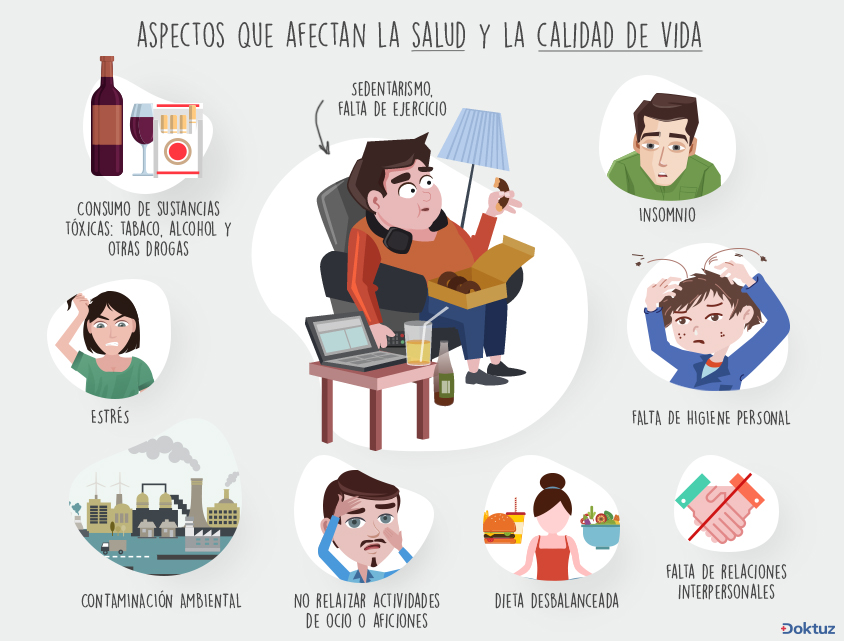 ASPECTOS QUE AFECTAN LA SALUD Y LA CALIDAD DE VIDA
SEDENTARISMO,
FALTA DE EJERCICIO
CONSUMO DE SUSTANCIAS
TÓXICAS: TABACO, ALCOHOL Y
OTRAS DROGAS
INSOMNIO
ESTRÉS
FALTA DE HIGIENE PERSONAL
CONTAMINACIÓN AMBIENTAL
NO RELAIZAR ACTIVIDADES
DE OCIO O AFICIONES
DIETA DESBALANCEADA
FALTA DE RELACIONES
INTERPERSONALES
Doktuz